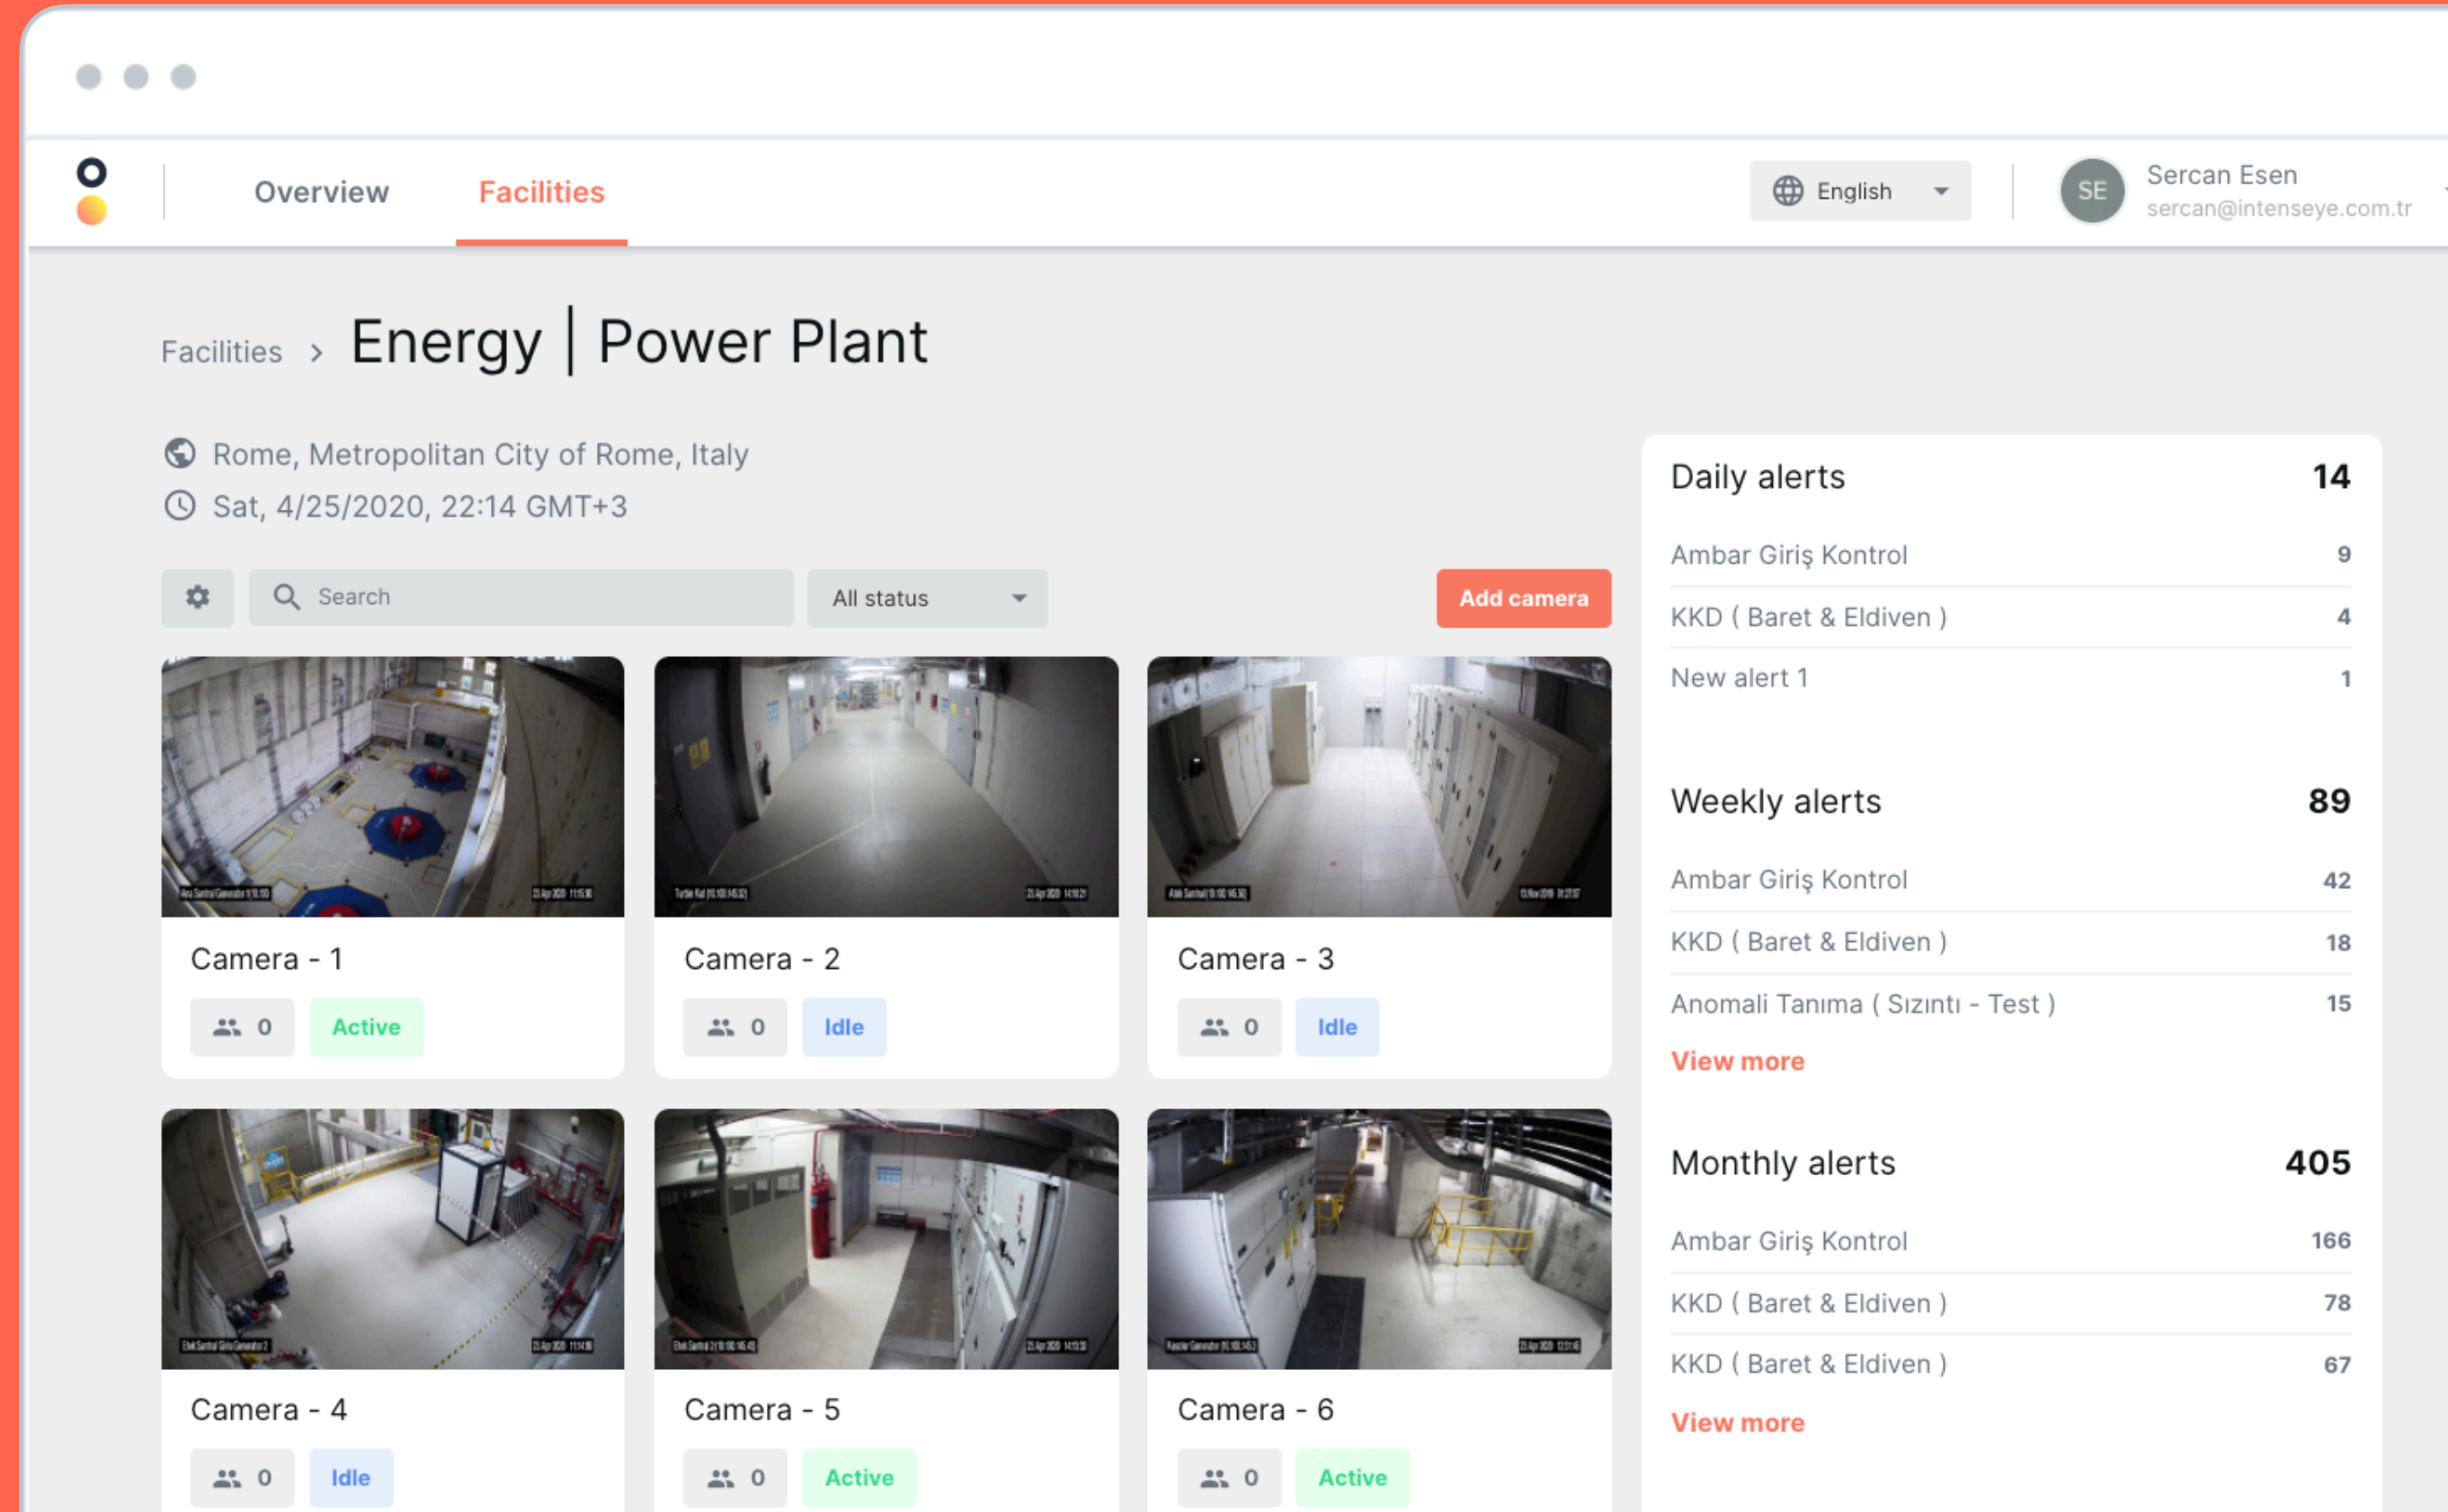 Overview
Facilities
English
SE
Sercan Esen
sercan@intenseye.com.tr
Facilities > Energy | Power Plant
Rome, Metropolitan City of Rome, Italy
Sat, 4/25/2020, 22:14 GMT+3
Search
All status
Add camera
Camera - 1
0 Active
Camera - 2
0 Idle
Camera - 3
0 Idle
Camera - 4
0 Idle
Camera - 5
0 Active
Camera - 6
0 Active
Daily alerts 14
Ambar Giriş Kontrol 9
KKD ( Baret & Eldiven ) 4
New alert 1 1
Weekly alerts 89
Ambar Giriş Kontrol 42
KKD ( Baret & Eldiven ) 18
Anomali Tanıma ( Sızıntı - Test ) 15
View more
Monthly alerts 405
Ambar Giriş Kontrol 166
KKD ( Baret & Eldiven ) 78
KKD ( Baret & Eldiven ) 67
View more